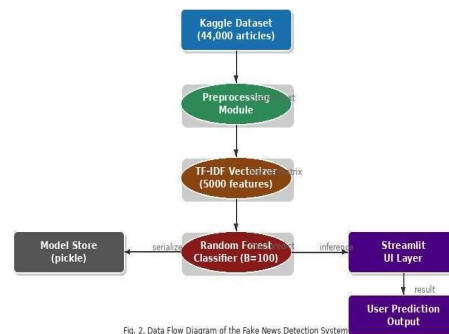 Kaggle Dataset
(44,000 articles)
Preprocessing
Module
TF-IDF Vectorizer
(5000 features)
Model Store
(pickle)
serialize
Random Forest
Classifier (B=100)
inference
Streamlit
UI Layer
result
User Prediction
Output
Fig. 2. Data Flow Diagram of the Fake News Detection System